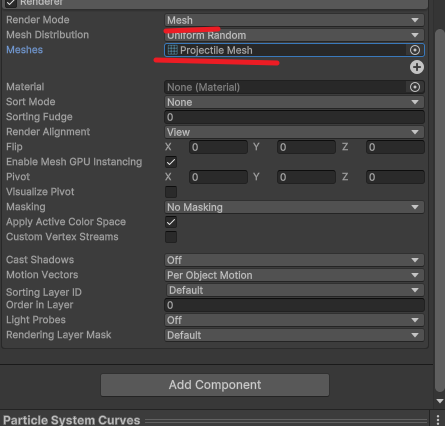 Renderer
Render Mode Mesh
Mesh Distribution Uniform Random
Meshes Projectile Mesh
Material None (Material)
Sort Mode None
Sorting Fudge 0
Render Alignment View
Flip X 0 Y 0 Z 0
Enable Mesh GPU Instancing
Pivot X 0 Y 0 Z 0
Visualize Pivot
Masking No Masking
Apply Active Color Space
Custom Vertex Streams
Cast Shadows Off
Motion Vectors Per Object Motion
Sorting Layer ID Default
Order in Layer 0
Light Probes Off
Rendering Layer Mask Default
Add Component
Particle System Curves